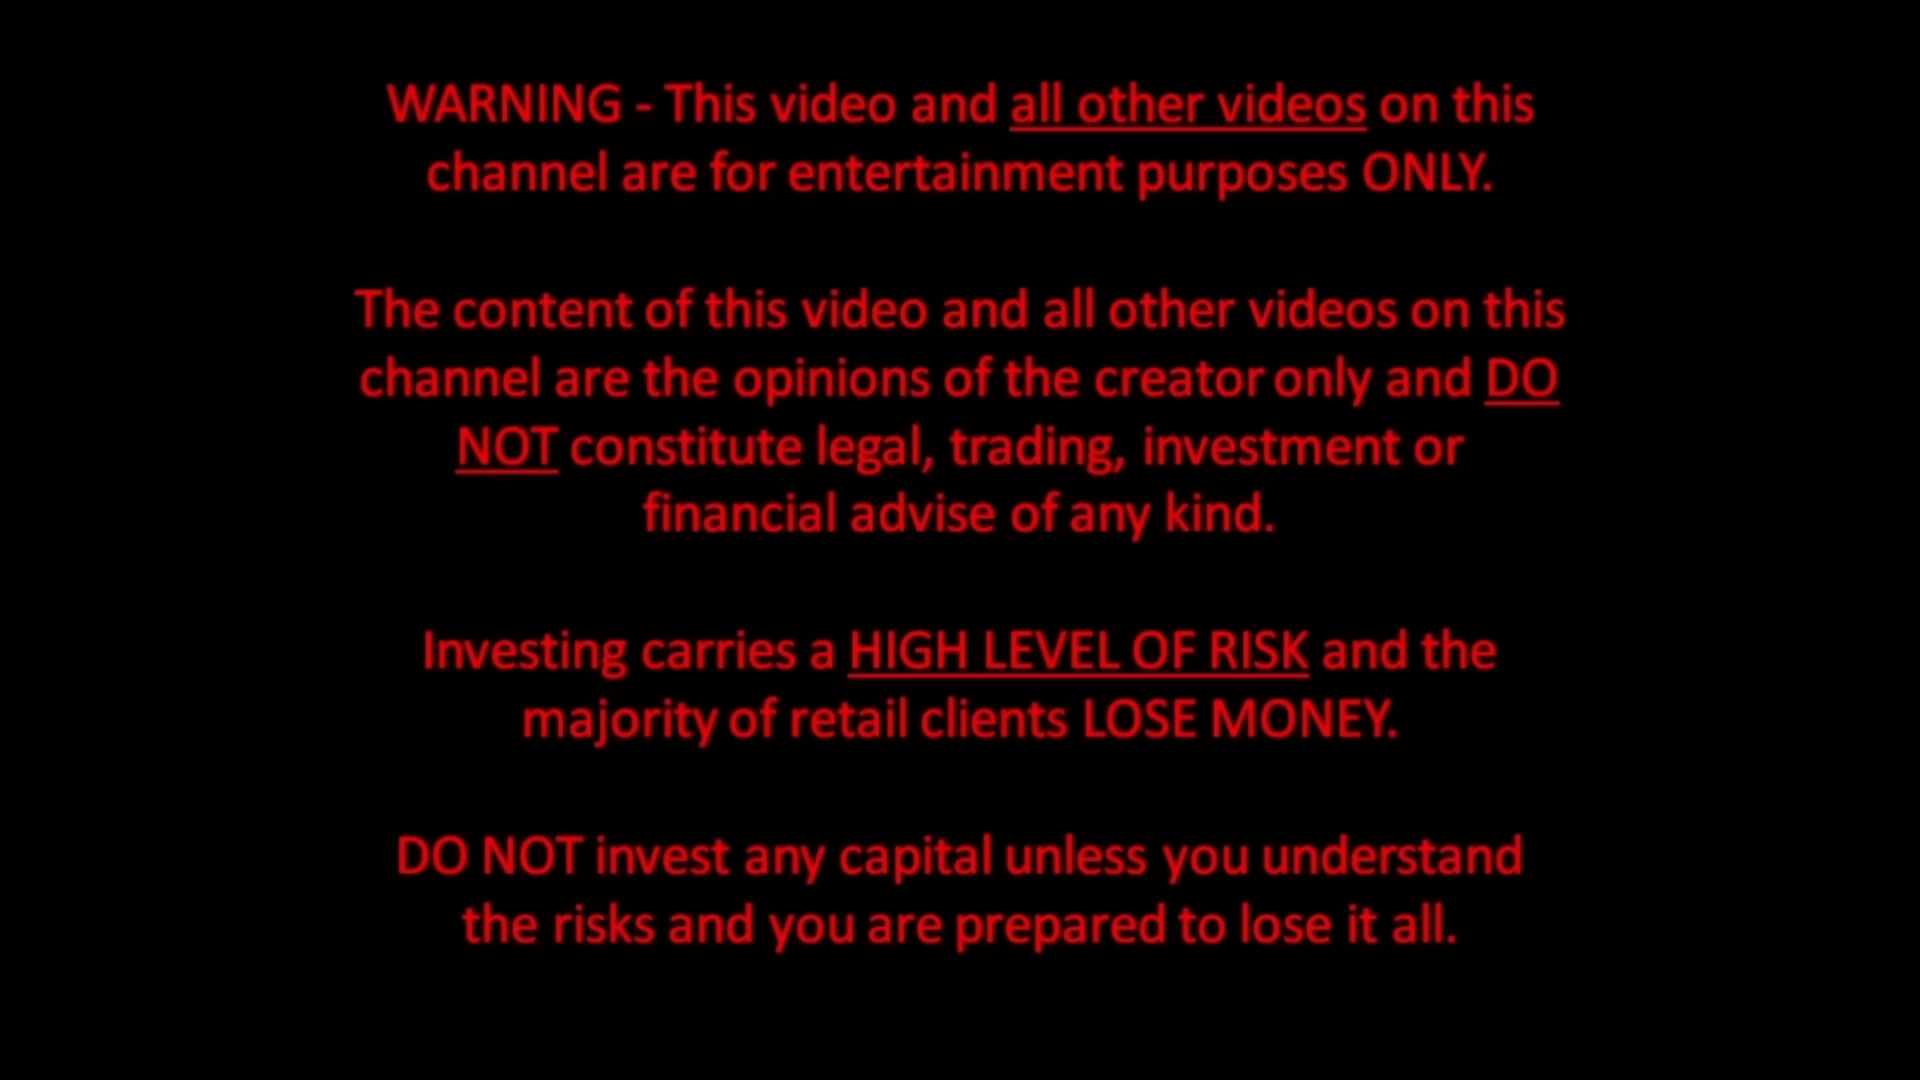 WARNING - This video and all other videos on this
channel are for entertainment purposes ONLY.
The content of this video and all other videos on this
channel are the opinions of the creator only and DO
NOT constitute legal, trading, investment or
financial advise of any kind.
Investing carries a HIGH LEVEL OF RISK and the
majority of retail clients LOSE MONEY.
DO NOT invest any capital unless you understand
the risks and you are prepared to lose it all.